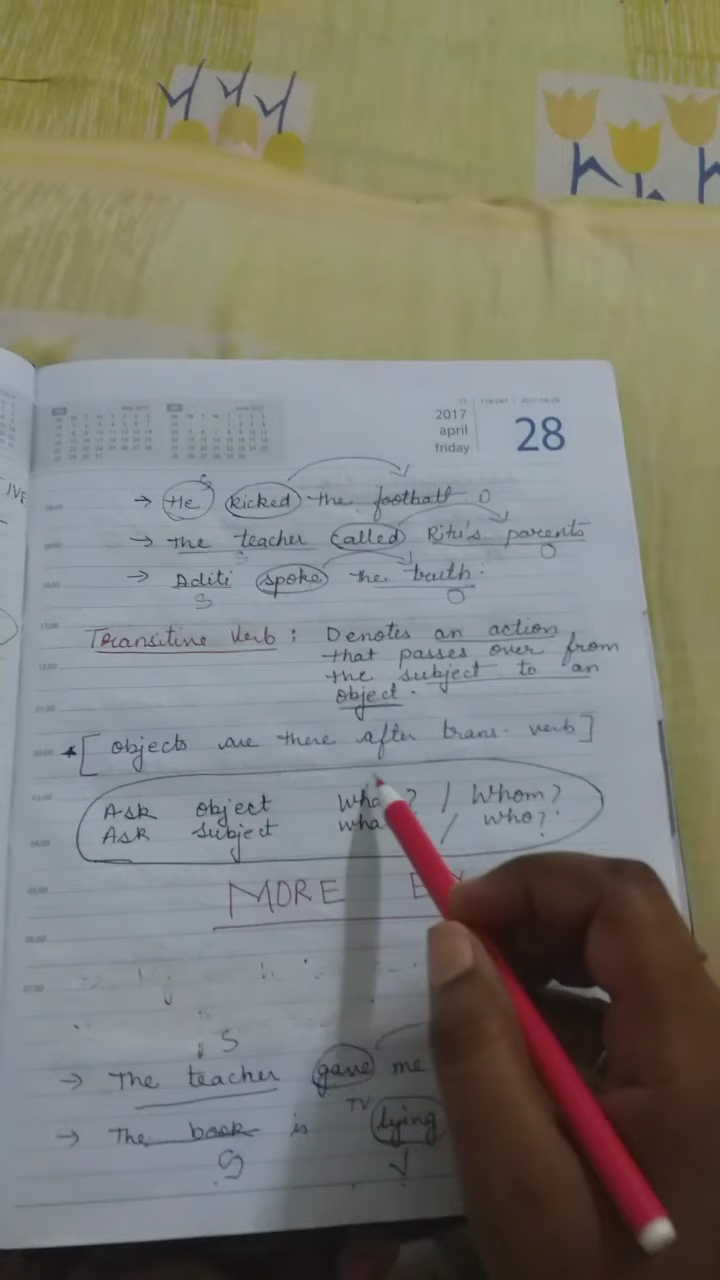 2017
april
friday
28
→ He kicked the football O
S
→ The teacher called Ritu's parents
S O
→ Aditi spoke the truth.
S O
Transitive Verb : Denotes an action
that passes over from
the subject to an
object.
* [ objects are there after trans. verb ]
Ask object / Whom?
Ask subject / who?
MORE
S
→ The teacher gave me
TV
→ The book is lying
S V